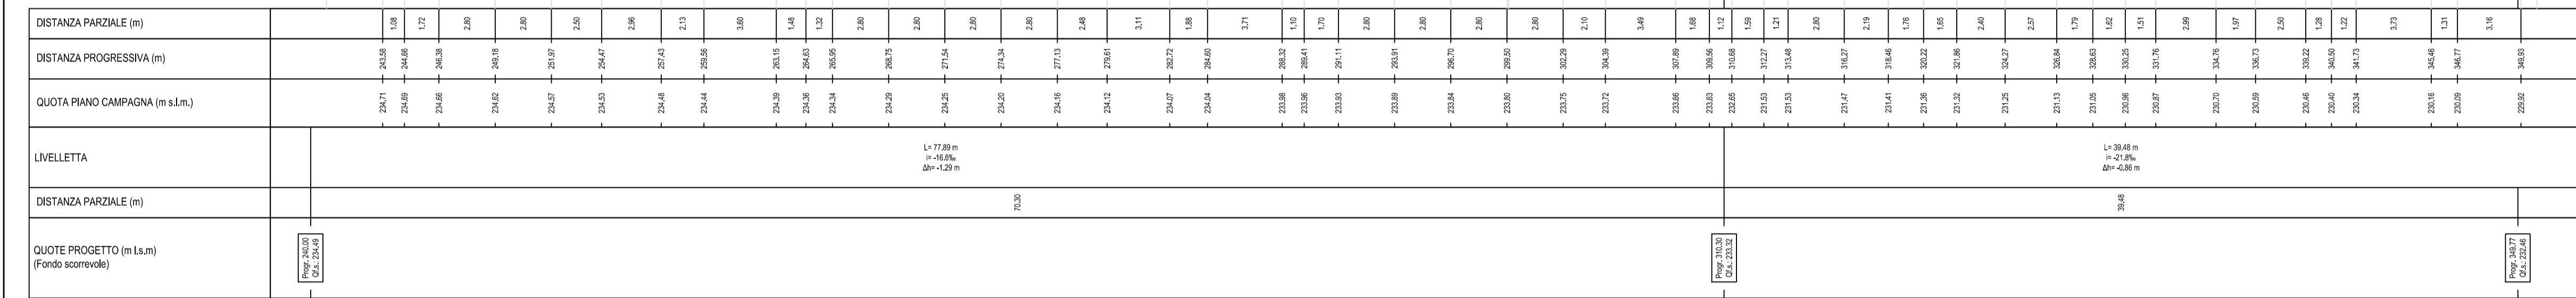 DISTANZA PARZIALE (m) 1,08 1,72 2,80 2,80 2,50 2,96 2,13 3,60 1,48 1,32 2,80 2,80 2,80 2,80 2,48 3,11 1,88 3,71 1,10 1,70 2,80 2,80 2,80 2,80 2,10 3,49 1,68 1,12 1,59 1,21 2,80 2,19 1,76 1,65 2,40 2,57 1,79 1,62 1,51 2,99 1,97 2,50 1,28 1,22 3,73 1,31 3,16
DISTANZA PROGRESSIVA (m) 243,58 244,66 246,38 249,18 251,97 254,47 257,43 259,56 263,15 264,63 265,95 268,75 271,54 274,34 277,13 279,61 282,72 284,60 288,32 289,41 291,11 293,91 296,70 299,50 302,29 304,39 307,89 309,56 310,68 312,27 313,48 316,27 318,46 320,22 321,86 324,27 326,84 328,63 330,25 331,76 334,76 336,73 339,22 340,50 341,73 345,46 346,77 349,93
QUOTA PIANO CAMPAGNA (m s.l.m.) 234,71 234,69 234,66 234,62 234,57 234,53 234,48 234,44 234,39 234,36 234,34 234,29 234,25 234,20 234,16 234,12 234,07 234,04 233,98 233,96 233,93 233,89 233,84 233,80 233,75 233,72 233,66 233,63 232,65 231,53 231,53 231,47 231,41 231,36 231,32 231,25 231,13 231,05 230,96 230,87 230,70 230,59 230,46 230,40 230,34 230,16 230,09 229,92
LIVELLETTA
L= 77,89 m
i= -16.6‰
Δh= -1.29 m
L= 39,48 m
i= -21.8‰
Δh= -0.86 m
DISTANZA PARZIALE (m) 70,30 39,48
QUOTE PROGETTO (m l.s.m)
(Fondo scorrevole)
Progr. 240,00
Qf.s.: 234,49
Progr. 310,30
Qf.s.: 233,32
Progr. 349,77
Qf.s.: 232,46